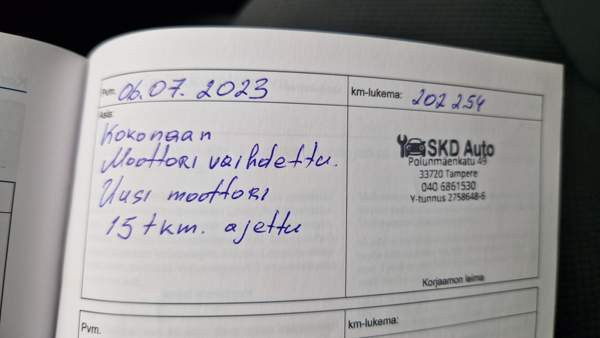 Pvm. 06.07. 2023
km-lukema: 202 254
Asia:
Kokonaan
Moottori vaihdettu.
Uusi moottori
15 tkm. ajettu
SKD Auto
Polunmäenkatu 49
33720 Tampere
040 6861530
Y-tunnus 2758648-6
Korjaamon leima
Pvm.
km-lukema: